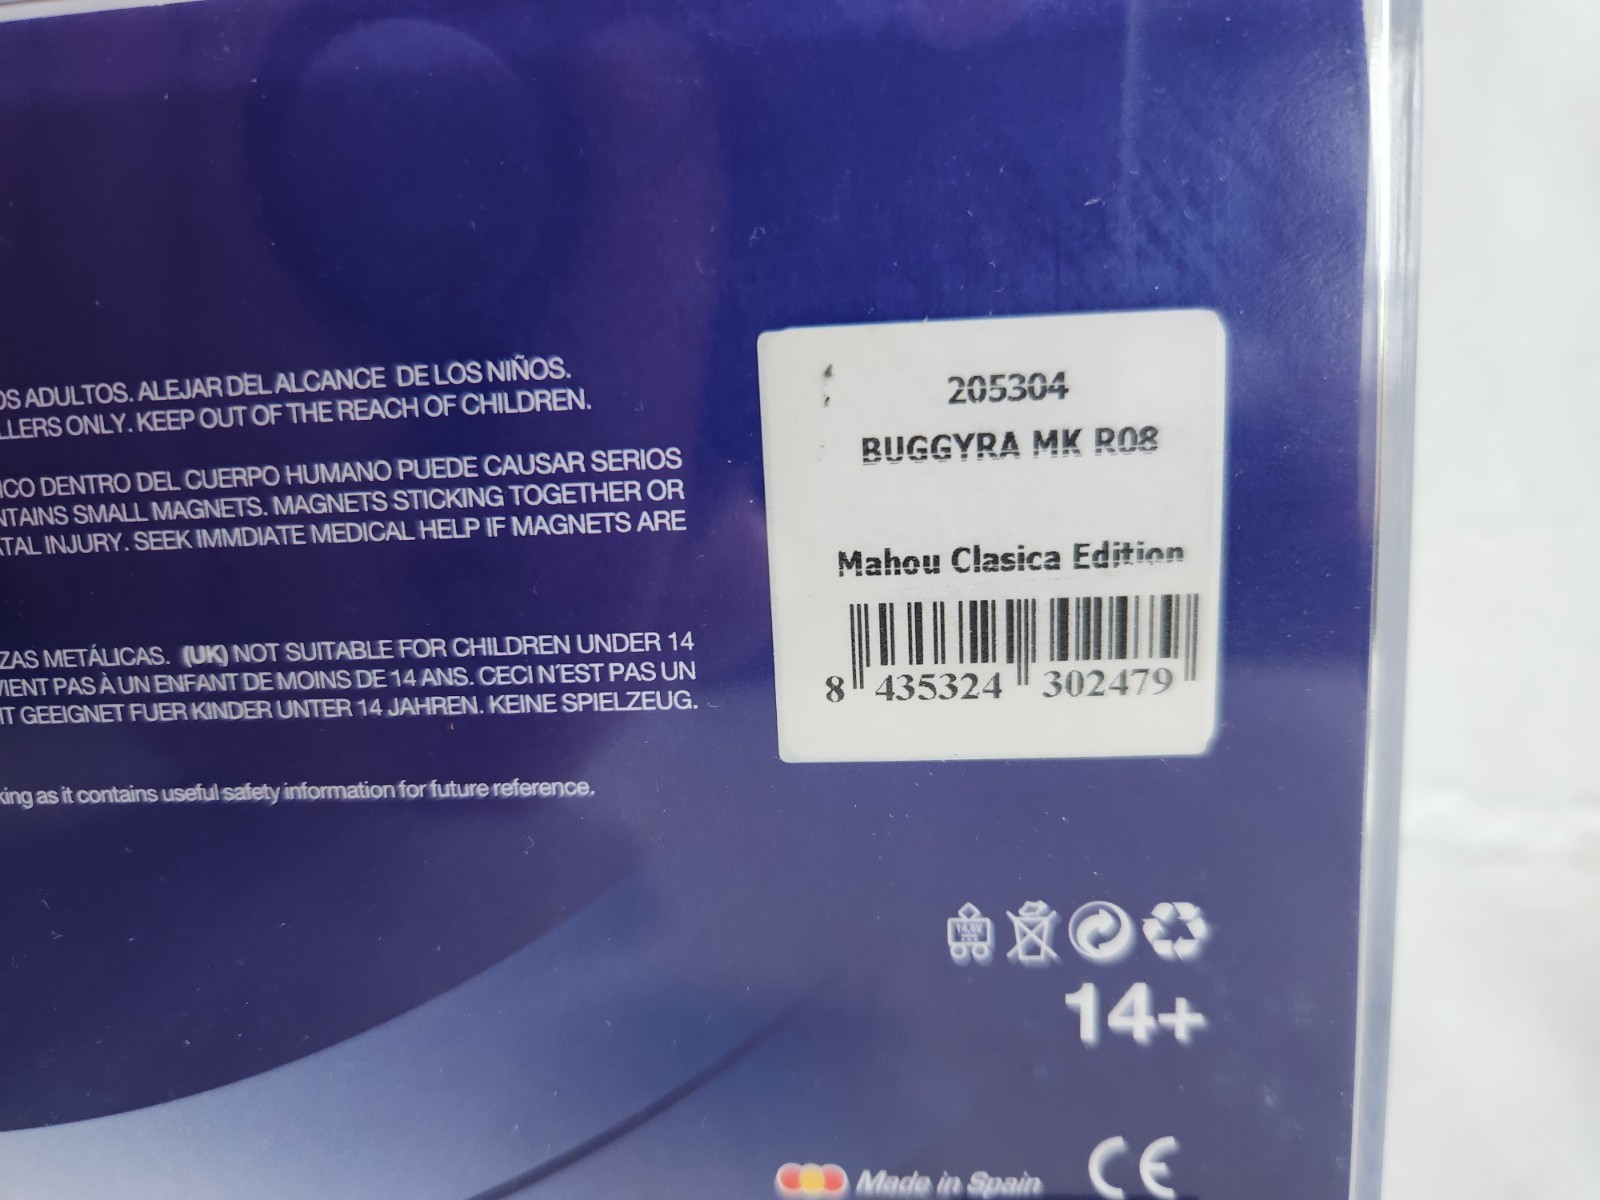 OS ADULTOS. ALEJAR DEL ALCANCE DE LOS NIÑOS.
LLERS ONLY. KEEP OUT OF THE REACH OF CHILDREN.
ICO DENTRO DEL CUERPO HUMANO PUEDE CAUSAR SERIOS
NTAINS SMALL MAGNETS. MAGNETS STICKING TOGETHER OR
TAL INJURY. SEEK IMMDIATE MEDICAL HELP IF MAGNETS ARE
ZAS METÁLICAS. (UK) NOT SUITABLE FOR CHILDREN UNDER 14
VIENT PAS À UN ENFANT DE MOINS DE 14 ANS. CECI N'EST PAS UN
IT GEEIGNET FUER KINDER UNTER 14 JAHREN. KEINE SPIELZEUG.
king as it contains useful safety information for future reference.
205304
BUGGYRA MK R08
Mahou Clasica Edition
8 435324 302479
14,8V
14+
Made in Spain CE